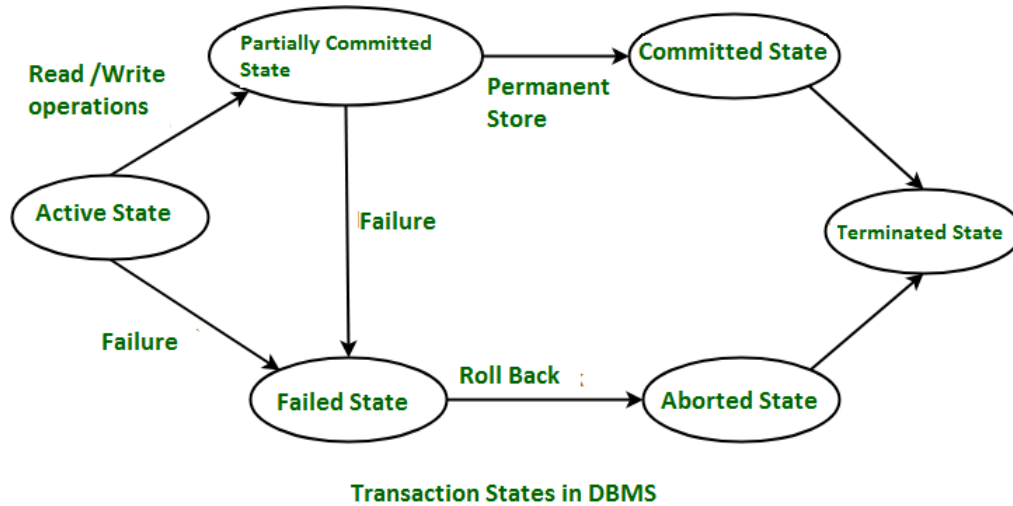 Partially Committed
State
Committed State
Read /Write
operations
Permanent
Store
Active State
Failure
Terminated State
Failure
Roll Back
Failed State
Aborted State
Transaction States in DBMS